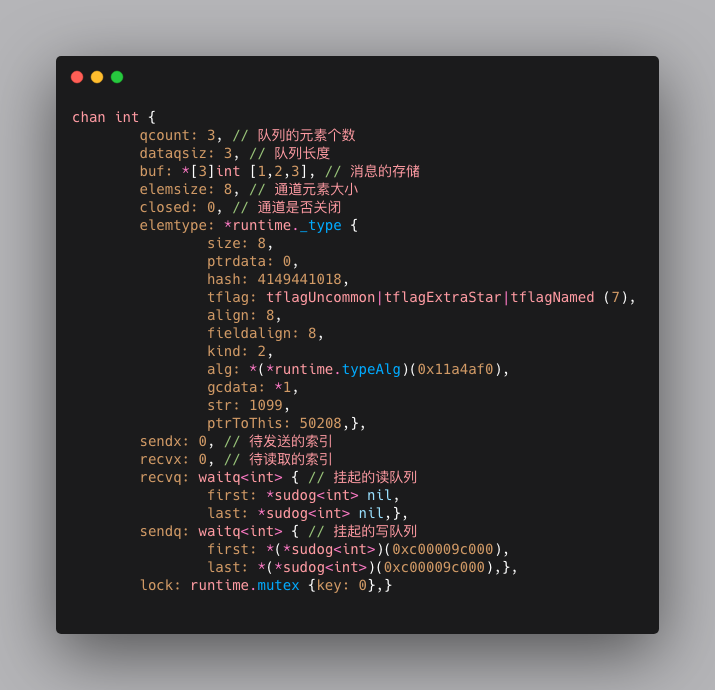 chan int {
qcount: 3, // 队列的元素个数
dataqsiz: 3, // 队列长度
buf: *[3]int [1,2,3], // 消息的存储
elemsize: 8, // 通道元素大小
closed: 0, // 通道是否关闭
elemtype: *runtime._type {
size: 8,
ptrdata: 0,
hash: 4149441018,
tflag: tflagUncommon|tflagExtraStar|tflagNamed (7),
align: 8,
fieldalign: 8,
kind: 2,
alg: *(*runtime.typeAlg)(0x11a4af0),
gcdata: *1,
str: 1099,
ptrToThis: 50208,},
sendx: 0, // 待发送的索引
recvx: 0, // 待读取的索引
recvq: waitq<int> { // 挂起的读队列
first: *sudog<int> nil,
last: *sudog<int> nil,},
sendq: waitq<int> { // 挂起的写队列
first: *(*sudog<int>)(0xc00009c000),
last: *(*sudog<int>)(0xc00009c000),},
lock: runtime.mutex {key: 0},}